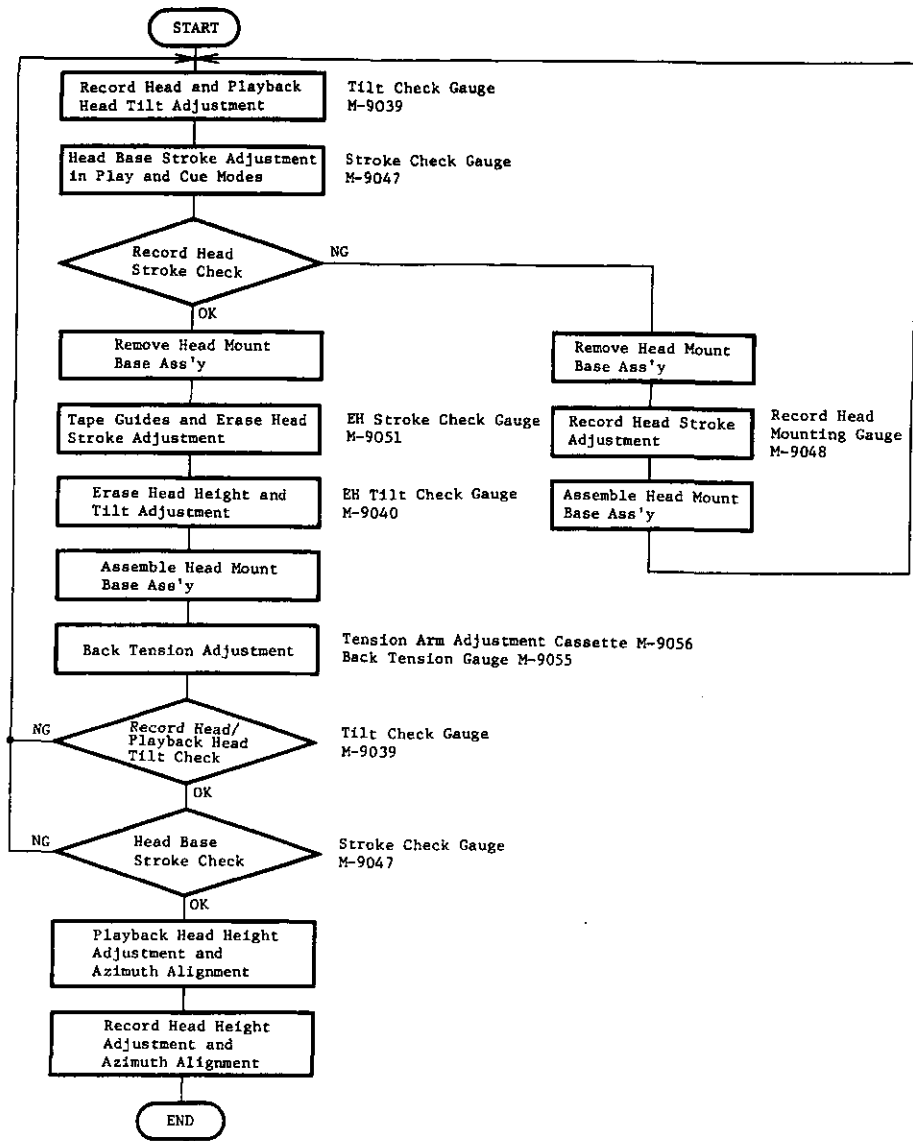 START
Record Head and Playback
Head Tilt Adjustment
Tilt Check Gauge
M-9039
Head Base Stroke Adjustment
in Play and Cue Modes
Stroke Check Gauge
M-9047
Record Head
Stroke Check
NG
OK
Remove Head Mount
Base Ass'y
Remove Head Mount
Base Ass'y
Tape Guides and Erase Head
Stroke Adjustment
EH Stroke Check Gauge
M-9051
Record Head Stroke
Adjustment
Record Head
Mounting Gauge
M-9048
Erase Head Height and
Tilt Adjustment
EH Tilt Check Gauge
M-9040
Assemble Head Mount
Base Ass'y
Assemble Head Mount
Base Ass'y
Back Tension Adjustment
Tension Arm Adjustment Cassette M-9056
Back Tension Gauge M-9055
NG
Record Head/
Playback Head
Tilt Check
Tilt Check Gauge
M-9039
OK
NG
Head Base
Stroke Check
Stroke Check Gauge
M-9047
OK
Playback Head Height
Adjustment and
Azimuth Alignment
Record Head Height
Adjustment and
Azimuth Alignment
END